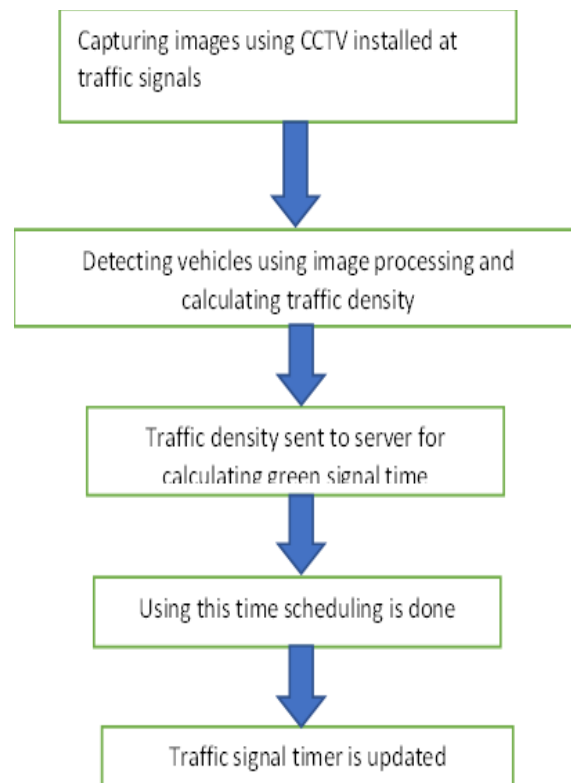 Capturing images using CCTV installed at
traffic signals
Detecting vehicles using image processing and
calculating traffic density
Traffic density sent to server for
calculating green signal time
Using this time scheduling is done
Traffic signal timer is updated